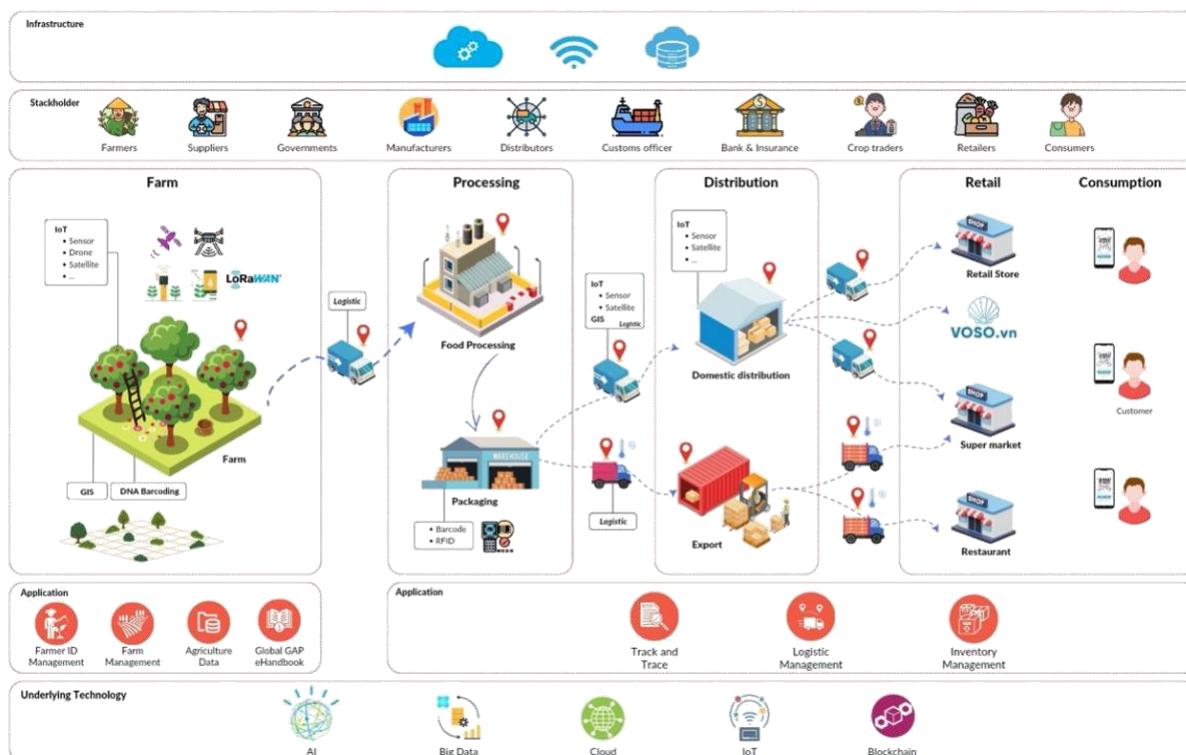 Infrastructure
Stackholder
Farmers
Suppliers
Governments
Manufacturers
Distributors
Customs officer
Bank & Insurance
Crop traders
Retailers
Consumers
Farm
Processing
Distribution
Retail
Consumption
IoT
• Sensor
• Drone
• Satellite
• ...
LoRaWAN
Farm
GIS
DNA Barcoding
Logistic
Food Processing
Packaging
WAREHOUSE
• Barcode
• RFID
IoT
• Sensor
• Satellite
GIS
Logistic
Logistic
IoT
• Sensor
• Satellite
• ...
Domestic distribution
Export
SHOP
Retail Store
VOSO.vn
SHOP
Super market
SHOP
Restaurant
Customer
Application
Farmer ID
Management
Farm
Management
Agriculture
Data
Global GAP
eHandbook
Application
Track and
Trace
Logistic
Management
Inventory
Management
Underlying Technology
AI
Big Data
Cloud
IoT
Blockchain